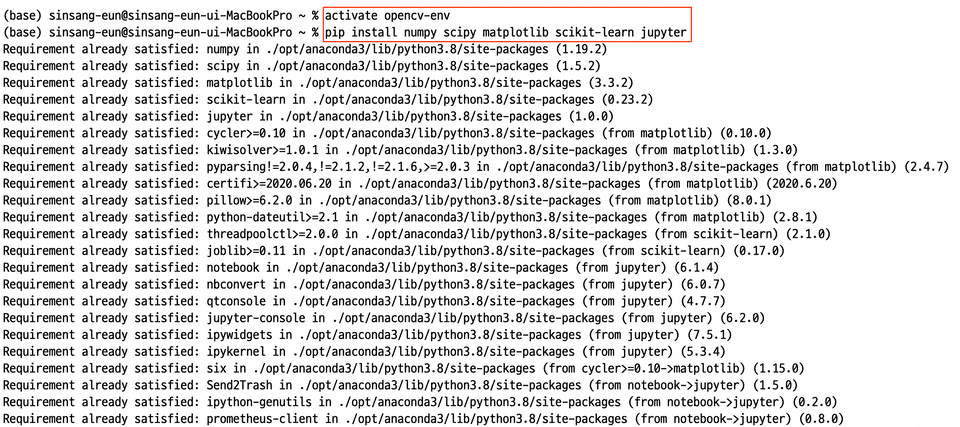 (base) sinsang-eun@sinsang-eun-ui-MacBookPro ~ % activate opencv-env
(base) sinsang-eun@sinsang-eun-ui-MacBookPro ~ % pip install numpy scipy matplotlib scikit-learn jupyter
Requirement already satisfied: numpy in ./opt/anaconda3/lib/python3.8/site-packages (1.19.2)
Requirement already satisfied: scipy in ./opt/anaconda3/lib/python3.8/site-packages (1.5.2)
Requirement already satisfied: matplotlib in ./opt/anaconda3/lib/python3.8/site-packages (3.3.2)
Requirement already satisfied: scikit-learn in ./opt/anaconda3/lib/python3.8/site-packages (0.23.2)
Requirement already satisfied: jupyter in ./opt/anaconda3/lib/python3.8/site-packages (1.0.0)
Requirement already satisfied: cycler>=0.10 in ./opt/anaconda3/lib/python3.8/site-packages (from matplotlib) (0.10.0)
Requirement already satisfied: kiwisolver>=1.0.1 in ./opt/anaconda3/lib/python3.8/site-packages (from matplotlib) (1.3.0)
Requirement already satisfied: pyparsing!=2.0.4,!=2.1.2,!=2.1.6,>=2.0.3 in ./opt/anaconda3/lib/python3.8/site-packages (from matplotlib) (2.4.7)
Requirement already satisfied: certifi>=2020.06.20 in ./opt/anaconda3/lib/python3.8/site-packages (from matplotlib) (2020.6.20)
Requirement already satisfied: pillow>=6.2.0 in ./opt/anaconda3/lib/python3.8/site-packages (from matplotlib) (8.0.1)
Requirement already satisfied: python-dateutil>=2.1 in ./opt/anaconda3/lib/python3.8/site-packages (from matplotlib) (2.8.1)
Requirement already satisfied: threadpoolctl>=2.0.0 in ./opt/anaconda3/lib/python3.8/site-packages (from scikit-learn) (2.1.0)
Requirement already satisfied: joblib>=0.11 in ./opt/anaconda3/lib/python3.8/site-packages (from scikit-learn) (0.17.0)
Requirement already satisfied: notebook in ./opt/anaconda3/lib/python3.8/site-packages (from jupyter) (6.1.4)
Requirement already satisfied: nbconvert in ./opt/anaconda3/lib/python3.8/site-packages (from jupyter) (6.0.7)
Requirement already satisfied: qtconsole in ./opt/anaconda3/lib/python3.8/site-packages (from jupyter) (4.7.7)
Requirement already satisfied: jupyter-console in ./opt/anaconda3/lib/python3.8/site-packages (from jupyter) (6.2.0)
Requirement already satisfied: ipywidgets in ./opt/anaconda3/lib/python3.8/site-packages (from jupyter) (7.5.1)
Requirement already satisfied: ipykernel in ./opt/anaconda3/lib/python3.8/site-packages (from jupyter) (5.3.4)
Requirement already satisfied: six in ./opt/anaconda3/lib/python3.8/site-packages (from cycler>=0.10->matplotlib) (1.15.0)
Requirement already satisfied: Send2Trash in ./opt/anaconda3/lib/python3.8/site-packages (from notebook->jupyter) (1.5.0)
Requirement already satisfied: ipython-genutils in ./opt/anaconda3/lib/python3.8/site-packages (from notebook->jupyter) (0.2.0)
Requirement already satisfied: prometheus-client in ./opt/anaconda3/lib/python3.8/site-packages (from notebook->jupyter) (0.8.0)